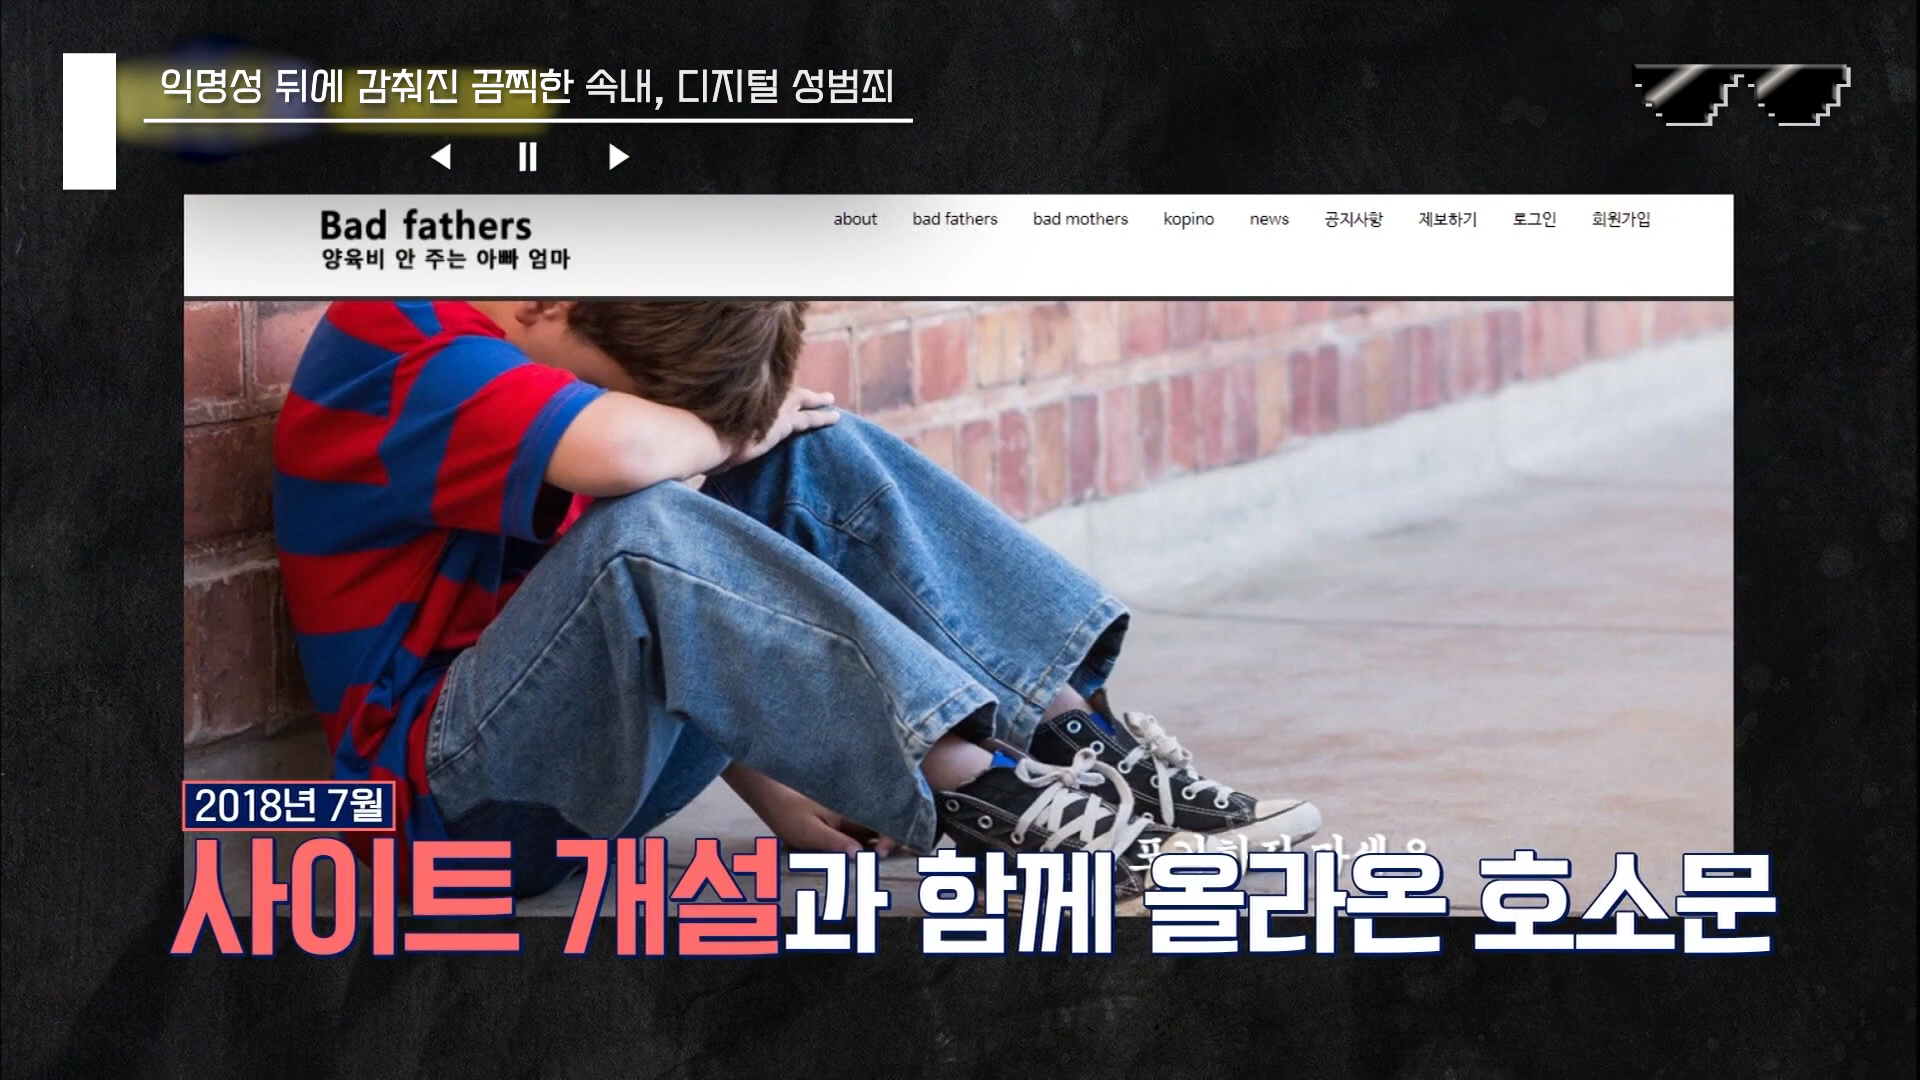 익명성 뒤에 감춰진 끔찍한 속내, 디지털 성범죄
Bad fathers
양육비 안 주는 아빠 엄마
about bad fathers bad mothers kopino news 공지사항 제보하기 로그인 회원가입
2018년 7월
사이트 개설과 함께 올라온 호소문